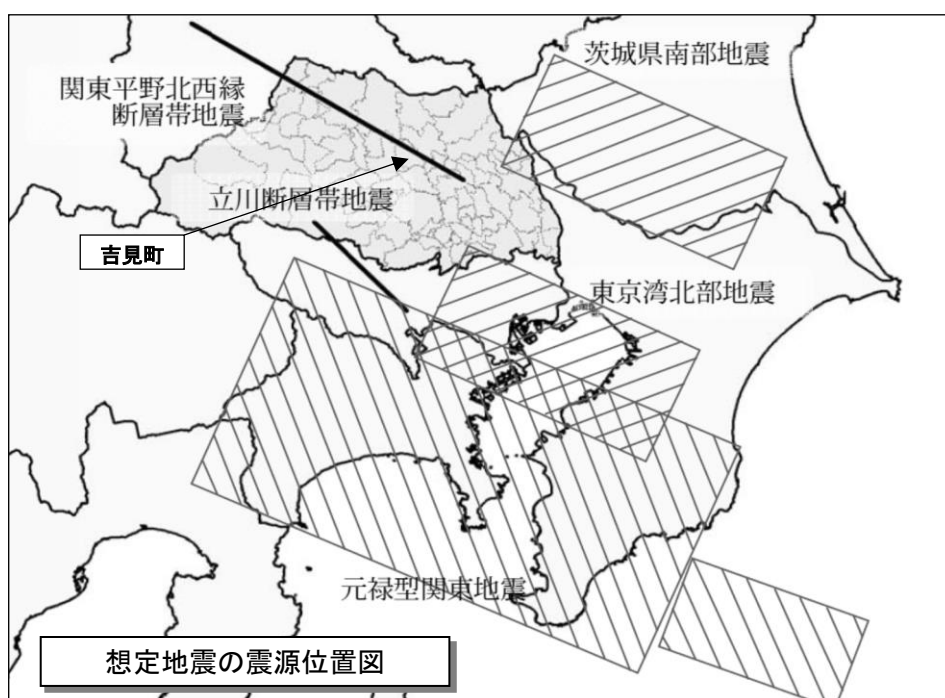 茨城県南部地震
関東平野北西縁
断層帯地震
立川断層帯地震
吉見町
東京湾北部地震
元禄型関東地震
想定地震の震源位置図